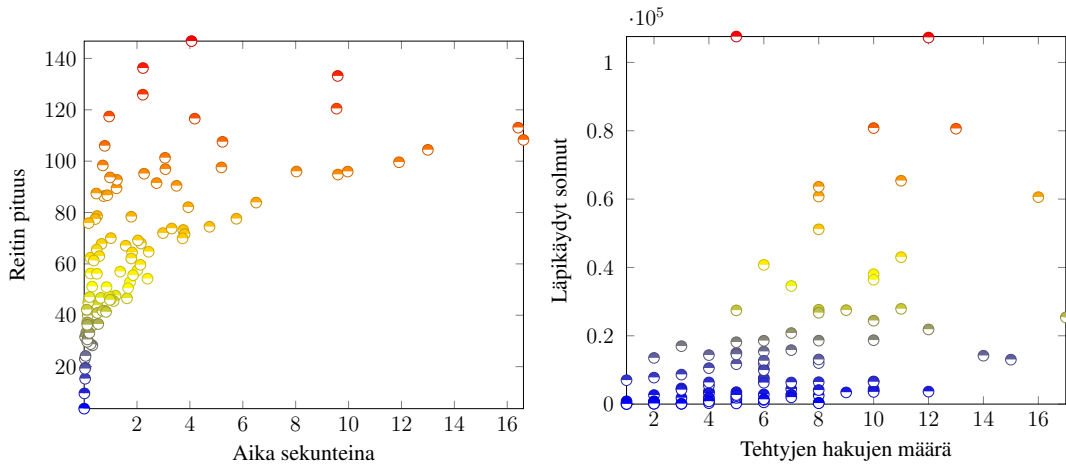 140
120
100
80
60
40
20
2 4 6 8 10 12 14 16
Aika sekunteina
Reitin pituus
·10⁵
1
0.8
0.6
0.4
0.2
0
2 4 6 8 10 12 14 16
Tehtyjen hakujen määrä
Läpikäydyt solmut